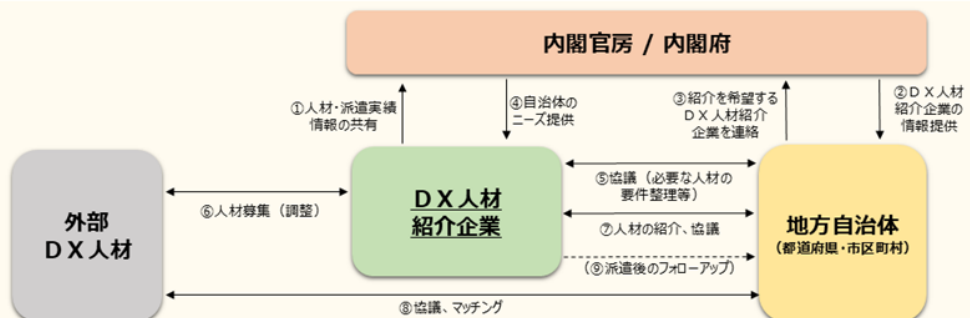 内閣官房 / 内閣府
①人材・派遣実績
情報の共有
④自治体の
ニーズ提供
③紹介を希望する
ＤＸ人材紹介
企業を連絡
②ＤＸ人材
紹介企業の
情報提供
外部
ＤＸ人材
⑥人材募集（調整）
ＤＸ人材
紹介企業
⑤協議（必要な人材の
要件整理等）
⑦人材の紹介、協議
（⑨派遣後のフォローアップ）
地方自治体
（都道府県・市区町村）
⑧協議、マッチング